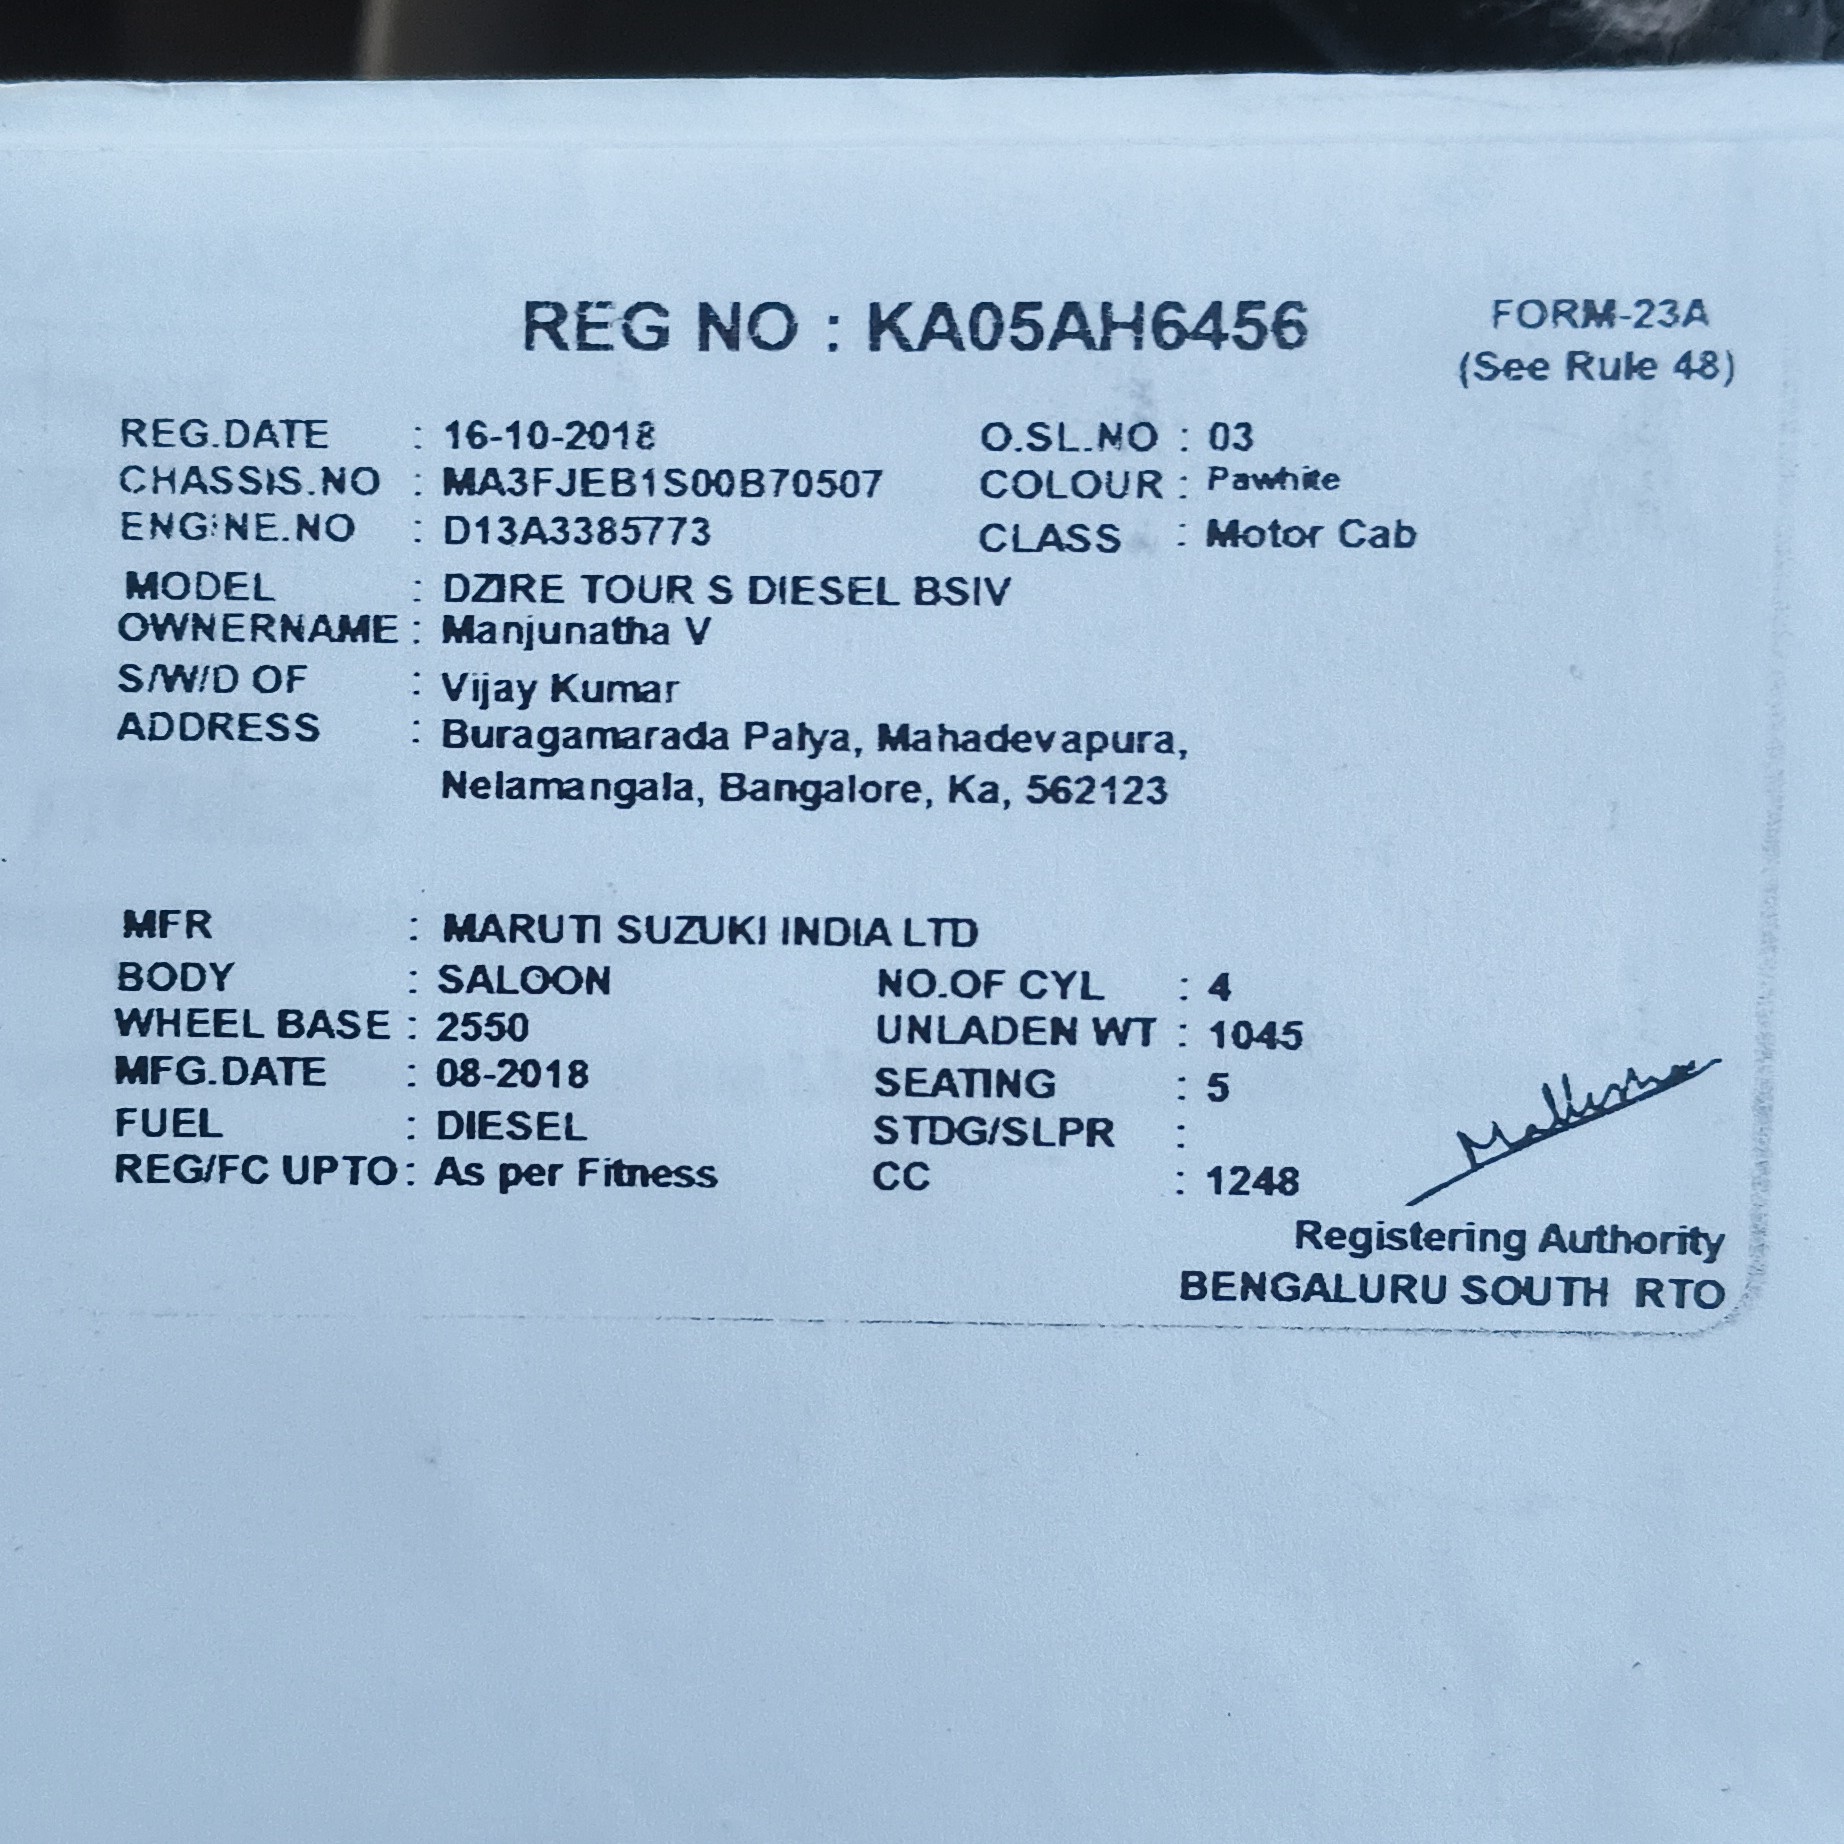 REG NO : KA05AH6456
FORM-23A
(See Rule 48)
REG.DATE : 16-10-2018 O.SL.NO : 03
CHASSIS.NO : MA3FJEB1S00B70507 COLOUR : Pawhite
ENGINE.NO : D13A3385773 CLASS : Motor Cab
MODEL : DZIRE TOUR S DIESEL BSIV
OWNERNAME : Manjunatha V
S/W/D OF : Vijay Kumar
ADDRESS : Buragamarada Palya, Mahadevapura,
Nelamangala, Bangalore, Ka, 562123
MFR : MARUTI SUZUKI INDIA LTD
BODY : SALOON NO.OF CYL : 4
WHEEL BASE : 2550 UNLADEN WT : 1045
MFG.DATE : 08-2018 SEATING : 5
FUEL : DIESEL STDG/SLPR :
REG/FC UPTO : As per Fitness CC : 1248
Registering Authority
BENGALURU SOUTH RTO